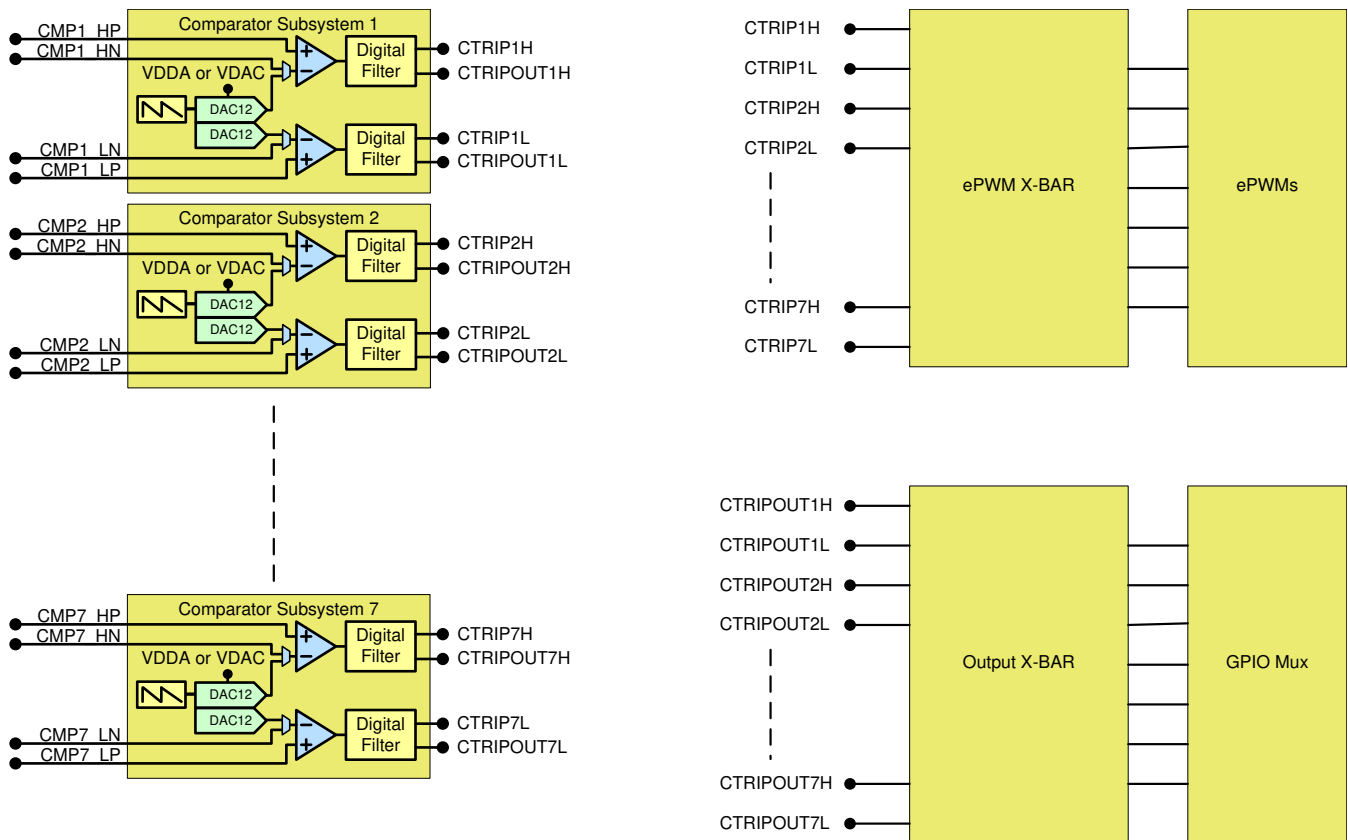 Comparator Subsystem 1
CMP1_HP
CMP1_HN
VDDA or VDAC
DAC12
DAC12
CMP1_LN
CMP1_LP
Digital
Filter
CTRIP1H
CTRIPOUT1H
Digital
Filter
CTRIP1L
CTRIPOUT1L
Comparator Subsystem 2
CMP2_HP
CMP2_HN
VDDA or VDAC
DAC12
DAC12
CMP2_LN
CMP2_LP
Digital
Filter
CTRIP2H
CTRIPOUT2H
Digital
Filter
CTRIP2L
CTRIPOUT2L
Comparator Subsystem 7
CMP7_HP
CMP7_HN
VDDA or VDAC
DAC12
DAC12
CMP7_LN
CMP7_LP
Digital
Filter
CTRIP7H
CTRIPOUT7H
Digital
Filter
CTRIP7L
CTRIPOUT7L
CTRIP1H
CTRIP1L
CTRIP2H
CTRIP2L
CTRIP7H
CTRIP7L
ePWM X-BAR
ePWMs
CTRIPOUT1H
CTRIPOUT1L
CTRIPOUT2H
CTRIPOUT2L
CTRIPOUT7H
CTRIPOUT7L
Output X-BAR
GPIO Mux